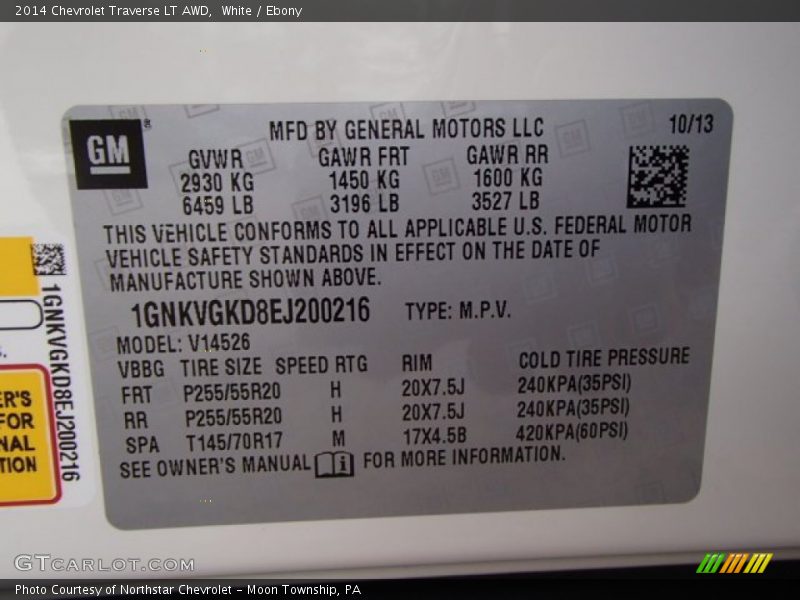 2014 Chevrolet Traverse LT AWD, White / Ebony
GM
MFD BY GENERAL MOTORS LLC 10/13
GVWR GAWR FRT GAWR RR
2930 KG 1450 KG 1600 KG
6459 LB 3196 LB 3527 LB
THIS VEHICLE CONFORMS TO ALL APPLICABLE U.S. FEDERAL MOTOR
VEHICLE SAFETY STANDARDS IN EFFECT ON THE DATE OF
MANUFACTURE SHOWN ABOVE.
1GNKVGKD8EJ200216 TYPE: M.P.V.
MODEL: V14526
VBBG TIRE SIZE SPEED RTG RIM COLD TIRE PRESSURE
FRT P255/55R20 H 20X7.5J 240KPA(35PSI)
RR P255/55R20 H 20X7.5J 240KPA(35PSI)
SPA T145/70R17 M 17X4.5B 420KPA(60PSI)
SEE OWNER'S MANUAL FOR MORE INFORMATION.
1GNKVGKD8EJ200216
ER'S
FOR
NAL
TION
GTCARLOT.COM
Photo Courtesy of Northstar Chevrolet - Moon Township, PA